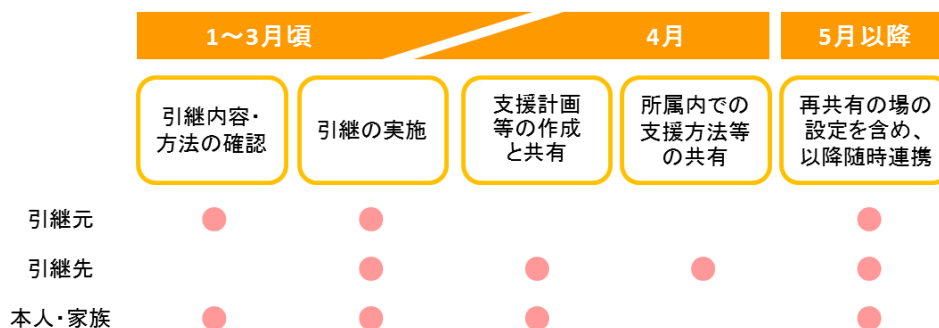 1～3月頃
4月
5月以降
引継内容・
方法の確認
引継の実施
支援計画
等の作成
と共有
所属内での
支援方法等
の共有
再共有の場の
設定を含め、
以降随時連携
引継元
引継先
本人・家族